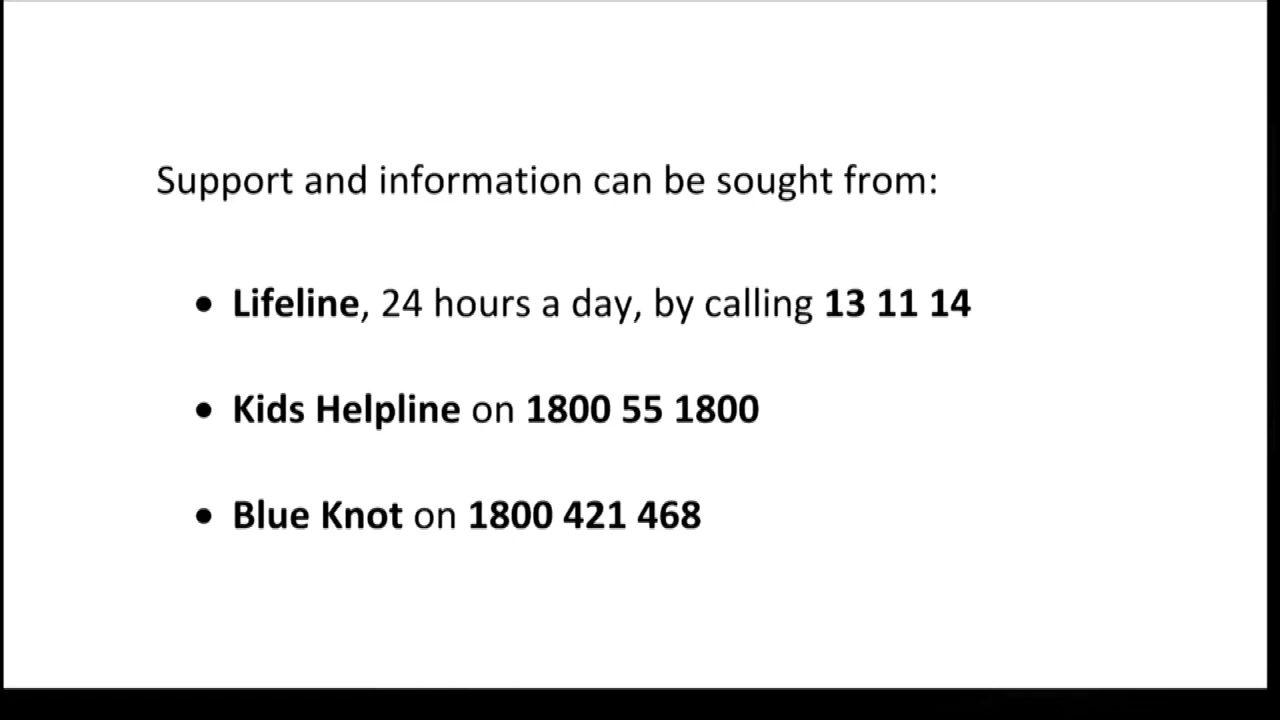 Support and information can be sought from:
• Lifeline, 24 hours a day, by calling 13 11 14
• Kids Helpline on 1800 55 1800
• Blue Knot on 1800 421 468